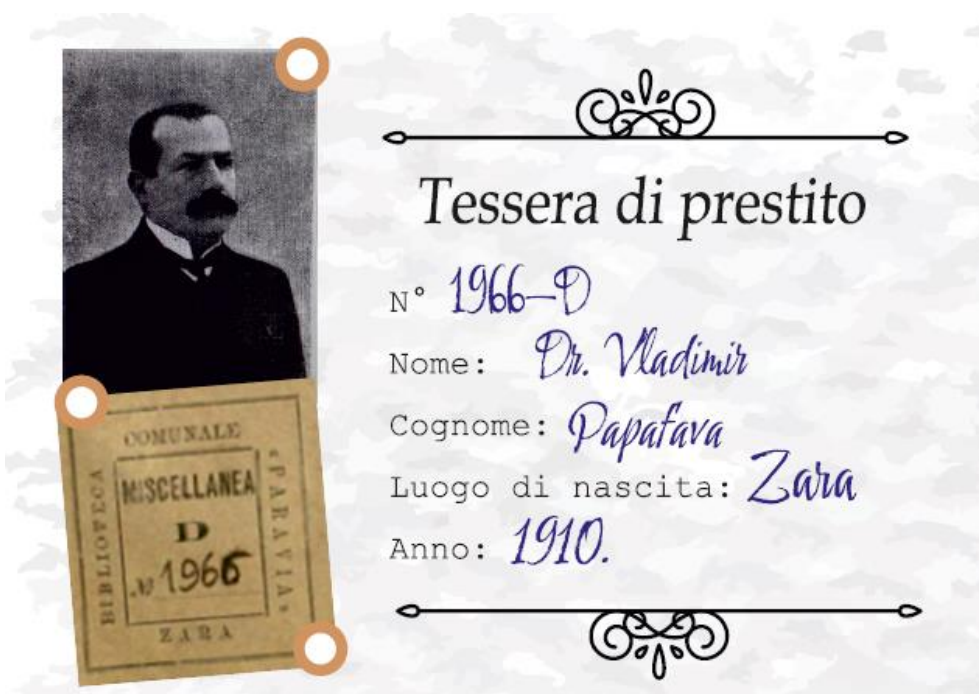 Tessera di prestito
N° 1966-D
Nome: Dr. Vladimir
Cognome: Papafava
Luogo di nascita: Zara
Anno: 1910.
COMUNALE
BIBLIOTECA
«PARAVIA»
MISCELLANEA
D
№ 1966
ZARA